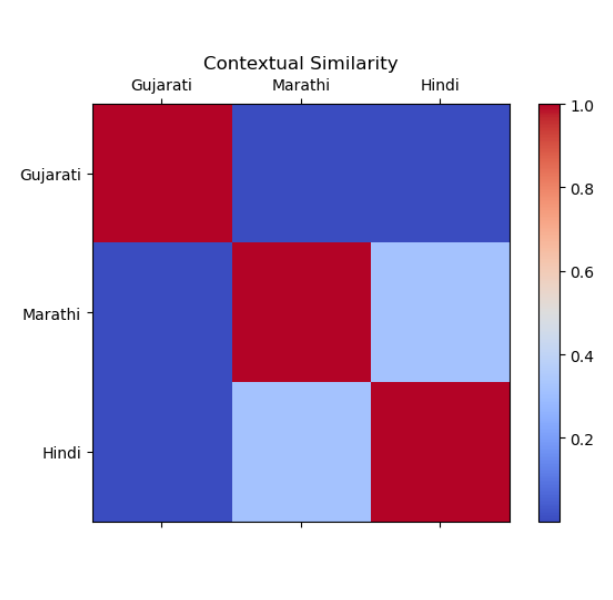 Contextual Similarity
Gujarati Marathi Hindi
Gujarati
Marathi
Hindi
1.0
0.8
0.6
0.4
0.2